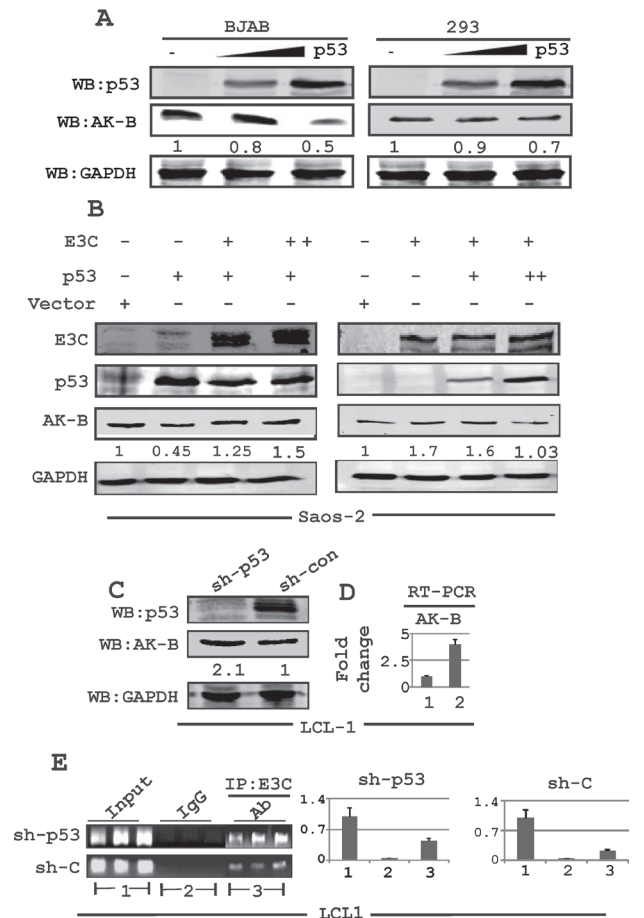 A
BJAB
293
- p53
- p53
WB:p53
WB:AK-B
1 0.8 0.5
1 0.9 0.7
WB:GAPDH
B
E3C - - + ++ - + + +
p53 - + + + - - + ++
Vector + - - - + - - -
E3C
p53
AK-B
1 0.45 1.25 1.5
1 1.7 1.6 1.03
GAPDH
Saos-2
C
sh-p53 sh-con
WB:p53
WB:AK-B
2.1 1
WB:GAPDH
D
RT-PCR
AK-B
Fold change
5
2.5
0
1 2
LCL-1
E
Input IgG IP:E3C Ab
sh-p53
sh-C
1 2 3
sh-p53
1.4
0.7
0
1 2 3
sh-C
1.4
0.7
0
1 2 3
LCL1